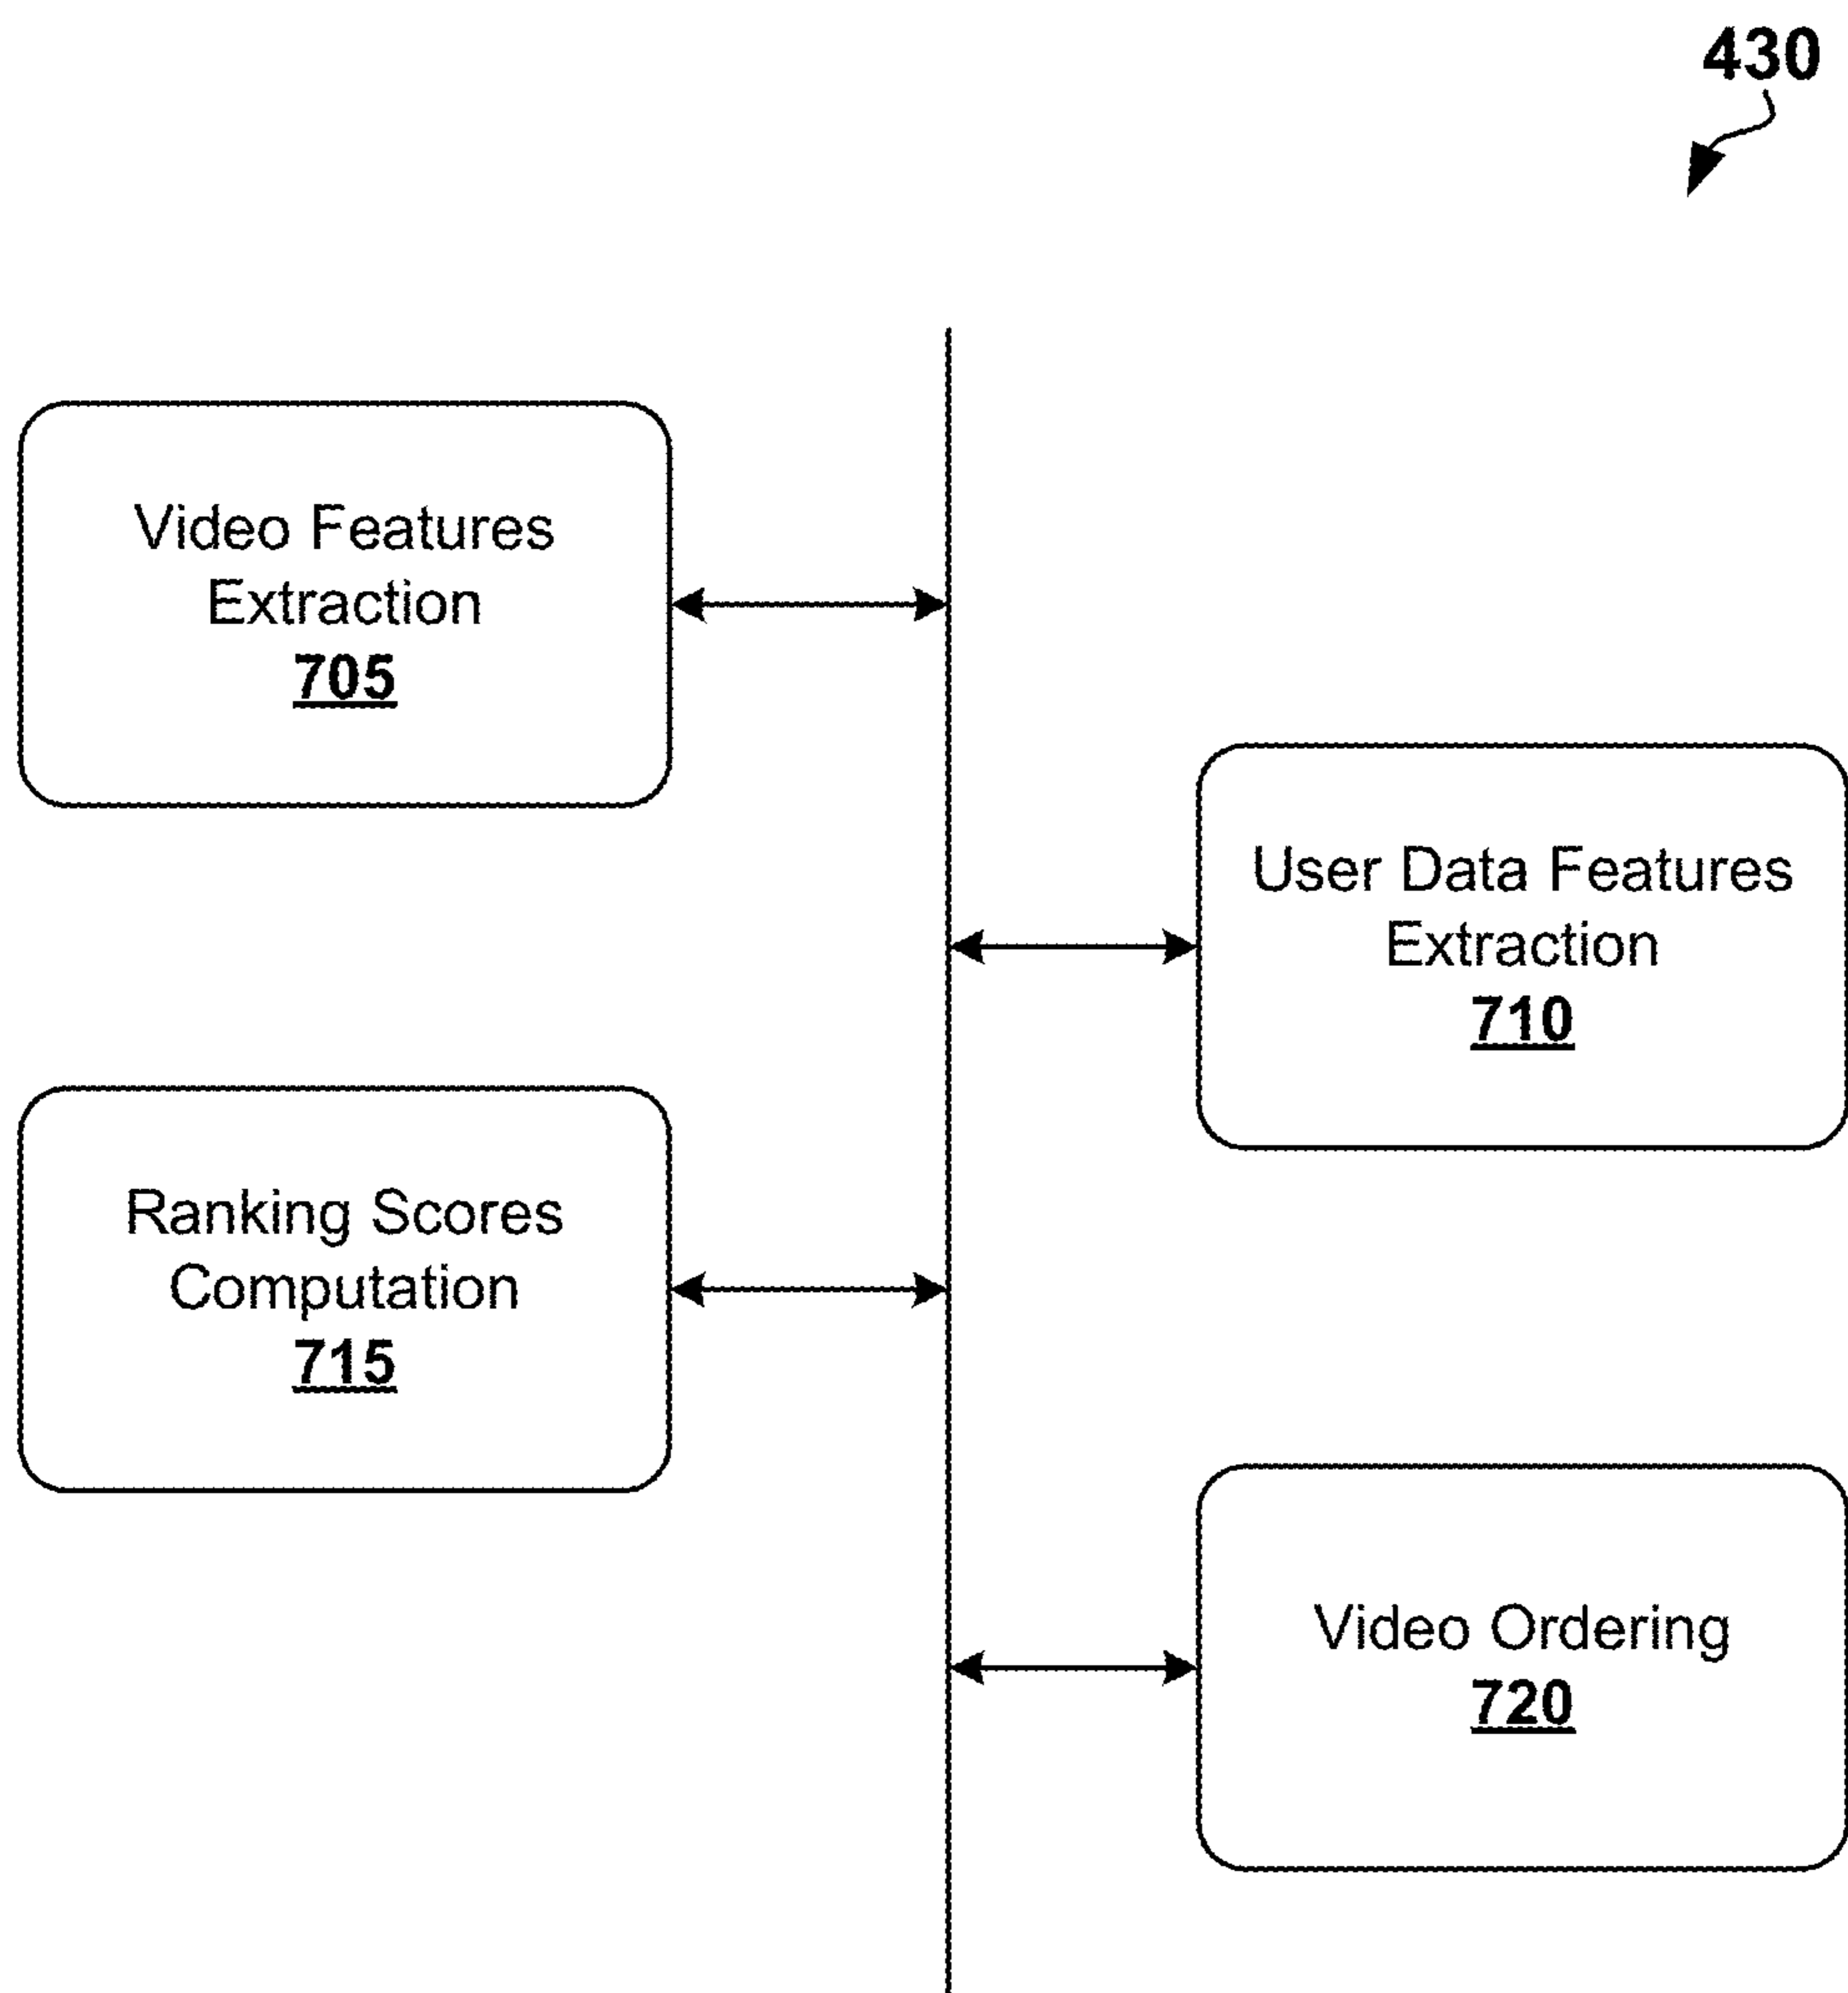 430
Video Features
Extraction
705
User Data Features
Extraction
710
Ranking Scores
Computation
715
Video Ordering
720